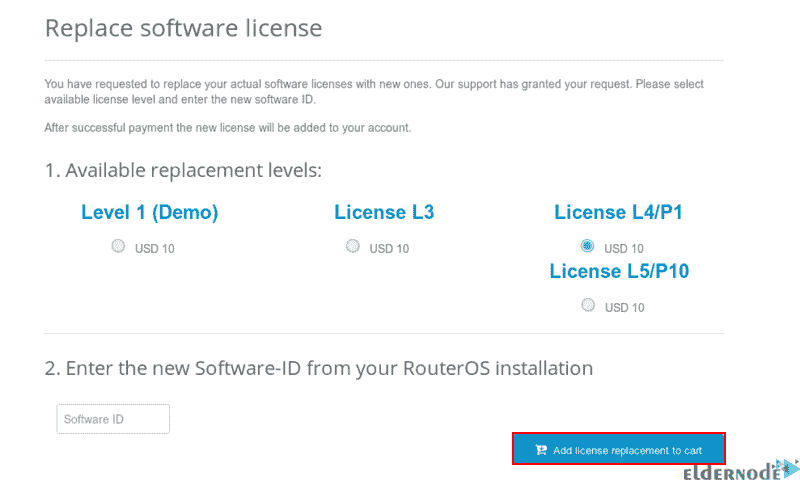 Replace software license
You have requested to replace your actual software licenses with new ones. Our support has granted your request. Please select
available license level and enter the new software ID.
After successful payment the new license will be added to your account.
1. Available replacement levels:
Level 1 (Demo)
USD 10
License L3
USD 10
License L4/P1
USD 10
License L5/P10
USD 10
2. Enter the new Software-ID from your RouterOS installation
Software ID
Add license replacement to cart
eldernode